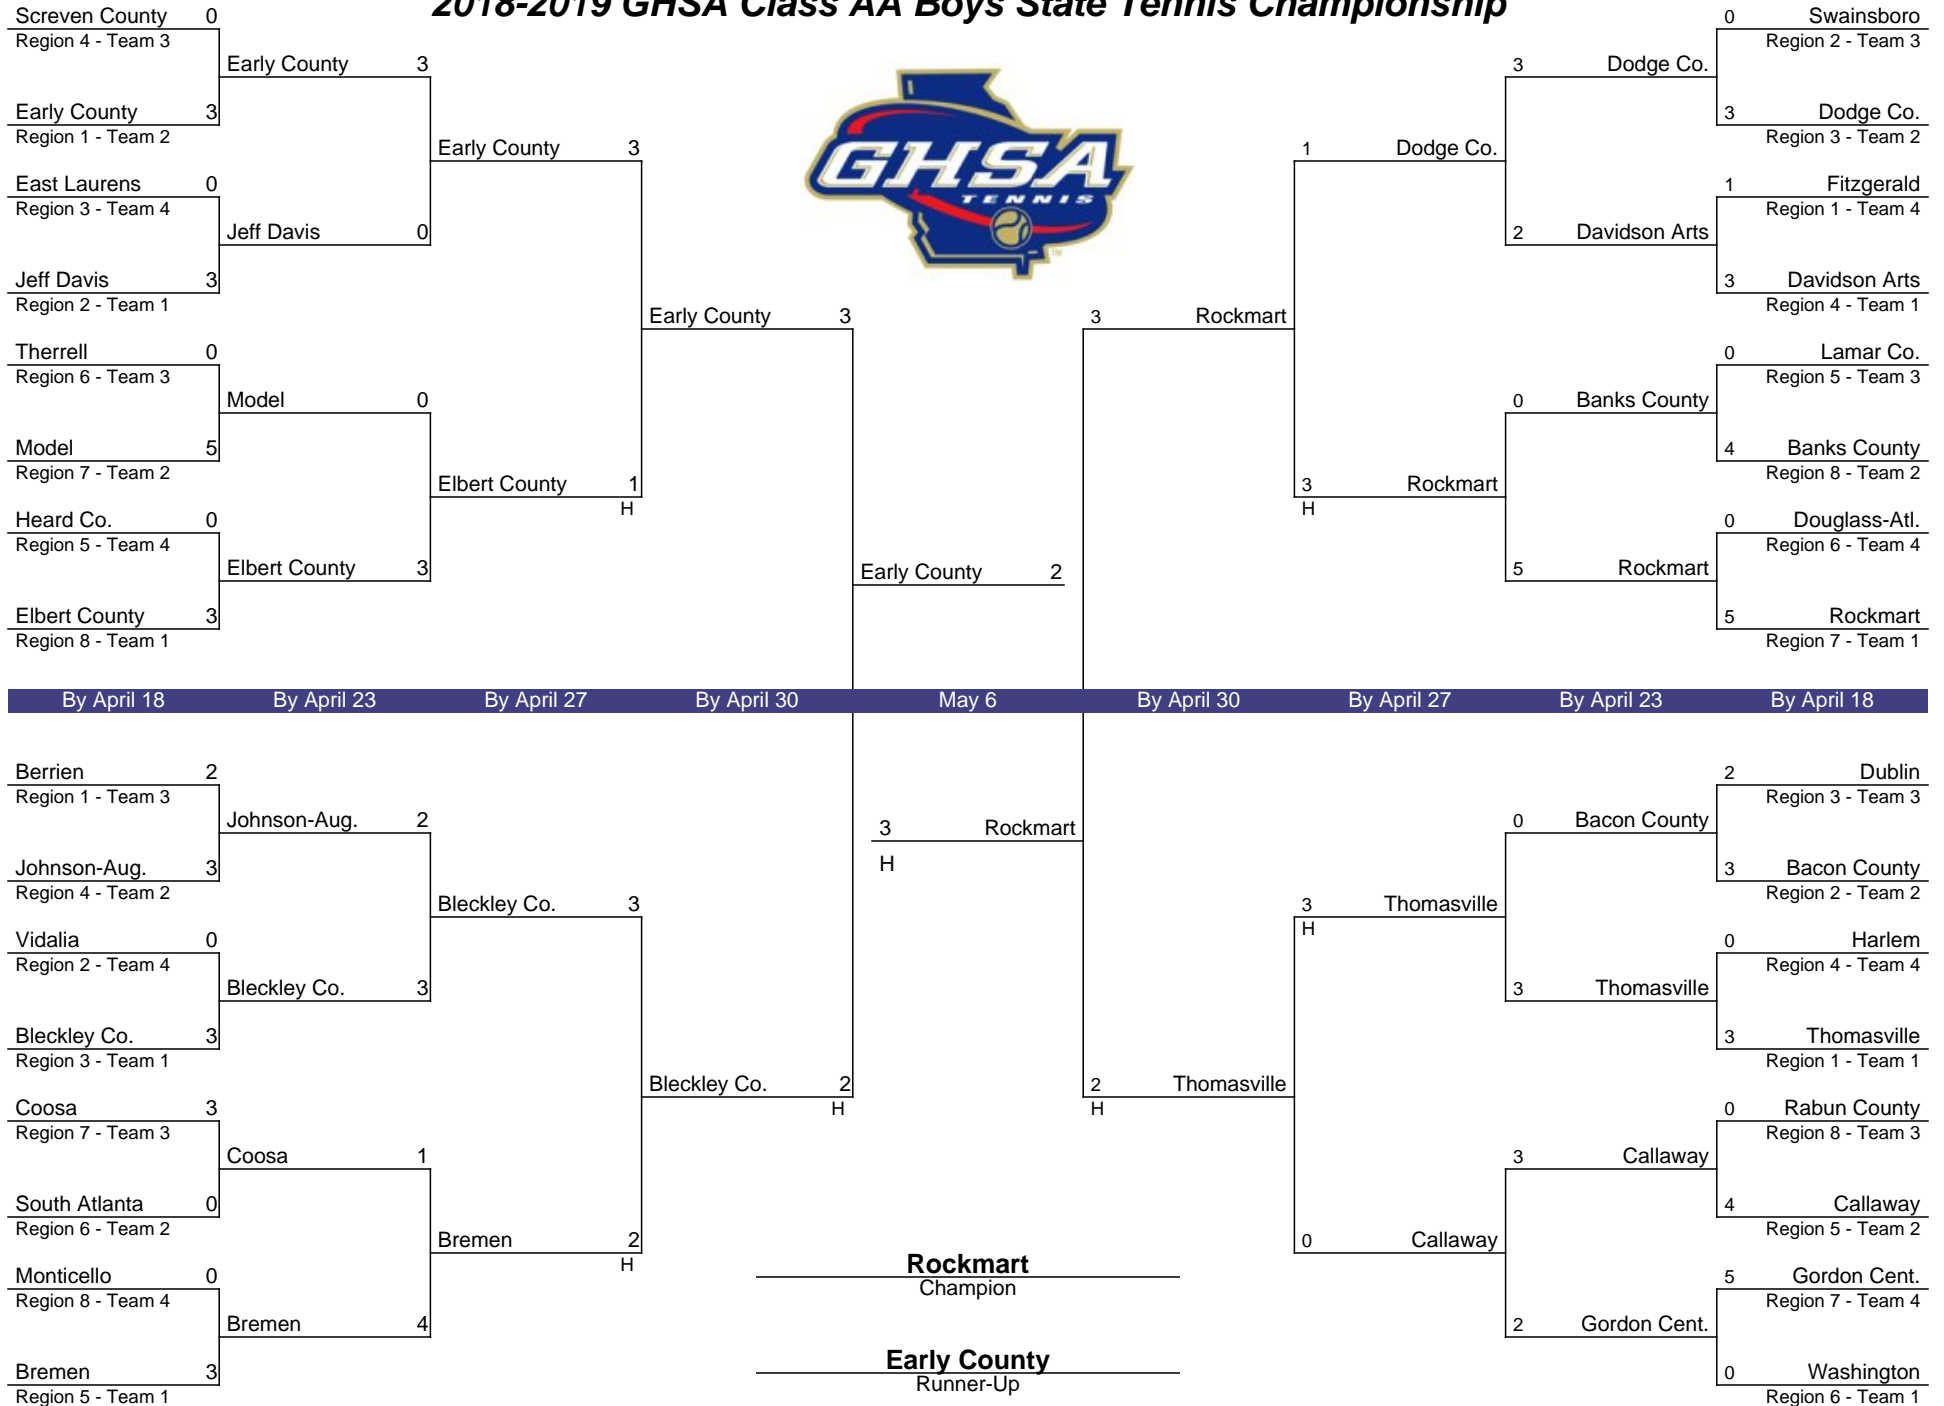 2018-2019 GHSA Class AA Boys State Tennis Championship
GHSA
TENNIS
TM
Screven County 0
Region 4 - Team 3
Early County 3
Early County 3
Region 1 - Team 2
Early County 3
East Laurens 0
Region 3 - Team 4
Jeff Davis 0
Jeff Davis 3
Region 2 - Team 1
Early County 3
Therrell 0
Region 6 - Team 3
Model 0
Model 5
Region 7 - Team 2
Elbert County 1
H
Heard Co. 0
Region 5 - Team 4
Elbert County 3
Elbert County 3
Region 8 - Team 1
Early County 2
0 Swainsboro
Region 2 - Team 3
3 Dodge Co.
3 Dodge Co.
Region 3 - Team 2
1 Dodge Co.
1 Fitzgerald
Region 1 - Team 4
2 Davidson Arts
3 Davidson Arts
Region 4 - Team 1
3 Rockmart
0 Lamar Co.
Region 5 - Team 3
0 Banks County
4 Banks County
Region 8 - Team 2
3 Rockmart
H
0 Douglass-Atl.
Region 6 - Team 4
5 Rockmart
5 Rockmart
Region 7 - Team 1
By April 18 By April 23 By April 27 By April 30 May 6 By April 30 By April 27 By April 23 By April 18
Berrien 2
Region 1 - Team 3
Johnson-Aug. 2
Johnson-Aug. 3
Region 4 - Team 2
Bleckley Co. 3
Vidalia 0
Region 2 - Team 4
Bleckley Co. 3
Bleckley Co. 3
Region 3 - Team 1
Bleckley Co. 2
H
Coosa 3
Region 7 - Team 3
Coosa 1
South Atlanta 0
Region 6 - Team 2
Bremen 2
H
Monticello 0
Region 8 - Team 4
Bremen 4
Bremen 3
Region 5 - Team 1
3 Rockmart
H
2 Dublin
Region 3 - Team 3
0 Bacon County
3 Bacon County
Region 2 - Team 2
3 Thomasville
H
0 Harlem
Region 4 - Team 4
3 Thomasville
3 Thomasville
Region 1 - Team 1
2 Thomasville
H
0 Rabun County
Region 8 - Team 3
3 Callaway
4 Callaway
Region 5 - Team 2
0 Callaway
5 Gordon Cent.
Region 7 - Team 4
2 Gordon Cent.
0 Washington
Region 6 - Team 1
Rockmart
Champion
Early County
Runner-Up